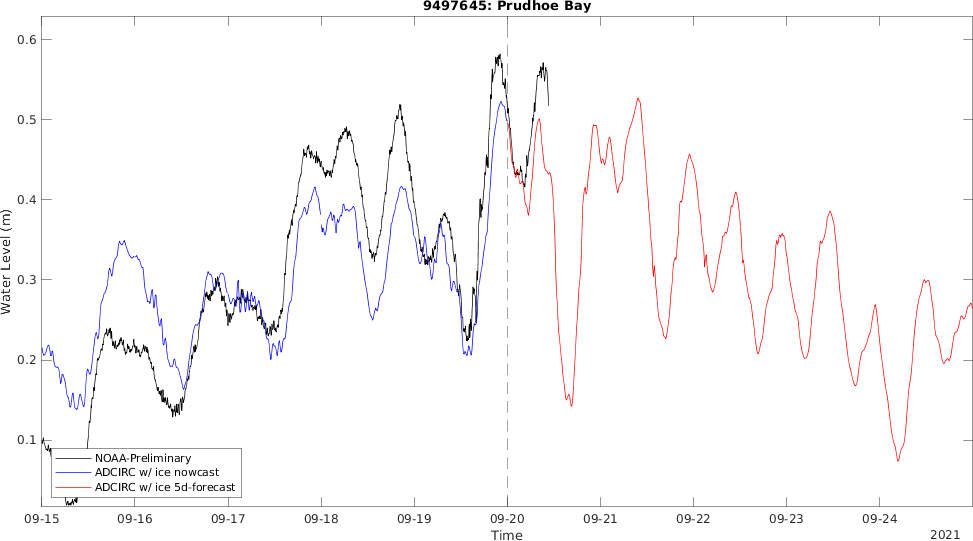 9497645: Prudhoe Bay
Water Level (m)
0.6
0.5
0.4
0.3
0.2
0.1
NOAA-Preliminary
ADCIRC w/ ice nowcast
ADCIRC w/ ice 5d-forecast
09-15 09-16 09-17 09-18 09-19 09-20 09-21 09-22 09-23 09-24
Time
2021